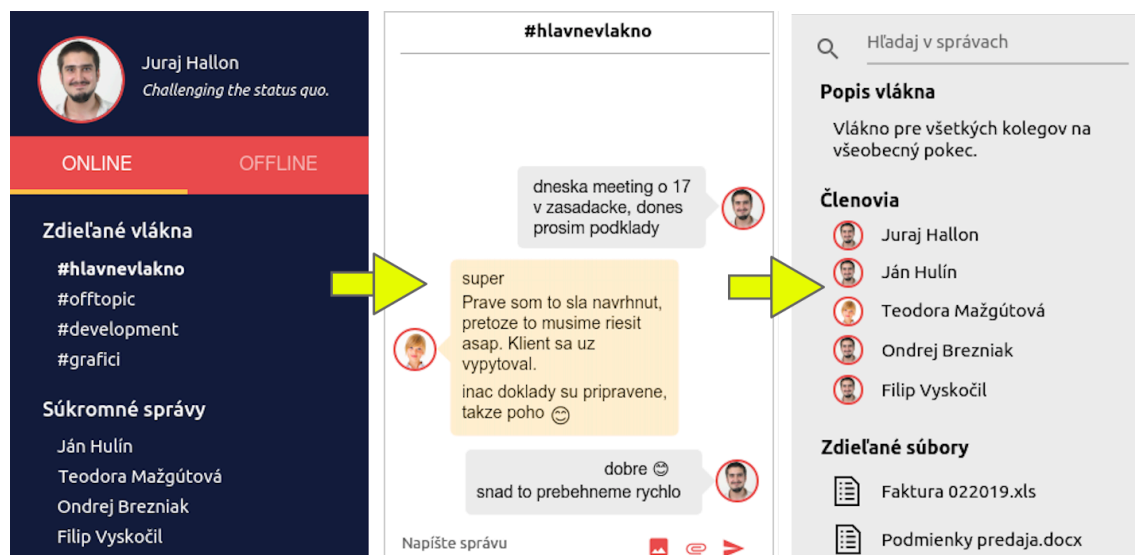 Juraj Hallon
Challenging the status quo.
ONLINE
OFFLINE
Zdieľané vlákna
#hlavnevlakno
#offtopic
#development
#grafici
Súkromné správy
Ján Hulín
Teodora Mažgútová
Ondrej Brezniak
Filip Vyskočil
#hlavnevlakno
dneska meeting o 17
v zasadacke, dones
prosim podklady
super
Prave som to sla navrhnut,
pretoze to musime riesit
asap. Klient sa uz
vypytoval.
inac doklady su pripravene,
takze poho 😊
dobre 😊
snad to prebehneme rychlo
Napíšte správu
Hľadaj v správach
Popis vlákna
Vlákno pre všetkých kolegov na
všeobecný pokec.
Členovia
Juraj Hallon
Ján Hulín
Teodora Mažgútová
Ondrej Brezniak
Filip Vyskočil
Zdieľané súbory
Faktura 022019.xls
Podmienky predaja.docx